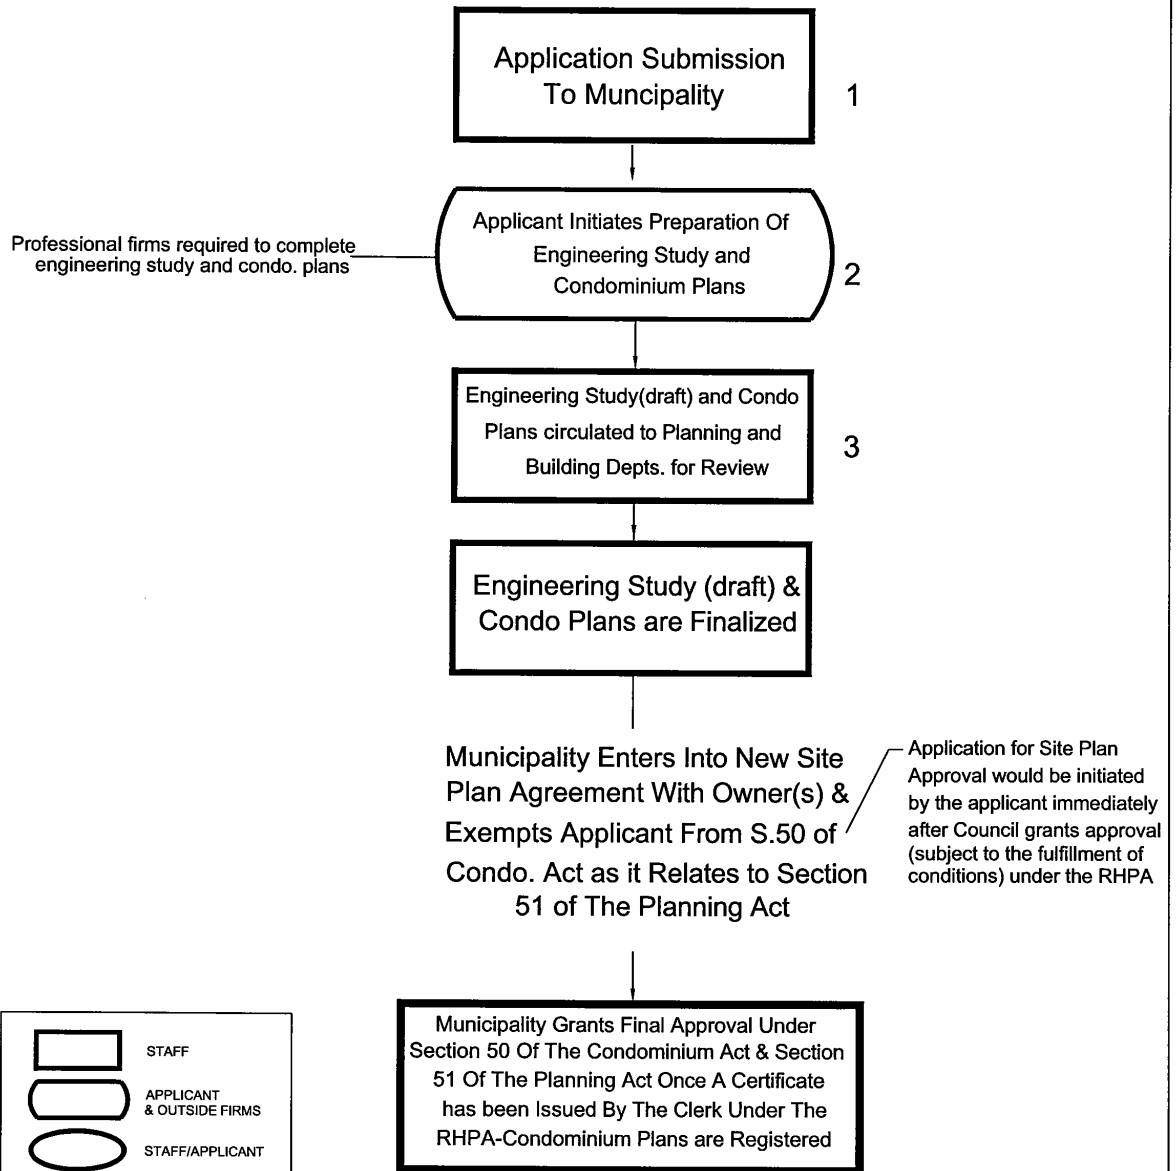 Application Submission
To Muncipality
1
Applicant Initiates Preparation Of
Engineering Study and
Condominium Plans
2
Professional firms required to complete
engineering study and condo. plans
Engineering Study(draft) and Condo
Plans circulated to Planning and
Building Depts. for Review
3
Engineering Study (draft) &
Condo Plans are Finalized
Municipality Enters Into New Site
Plan Agreement With Owner(s) &
Exempts Applicant From S.50 of
Condo. Act as it Relates to Section
51 of The Planning Act
Application for Site Plan
Approval would be initiated
by the applicant immediately
after Council grants approval
(subject to the fulfillment of
conditions) under the RHPA
Municipality Grants Final Approval Under
Section 50 Of The Condominium Act & Section
51 Of The Planning Act Once A Certificate
has been Issued By The Clerk Under The
RHPA-Condominium Plans are Registered
STAFF
APPLICANT
& OUTSIDE FIRMS
STAFF/APPLICANT